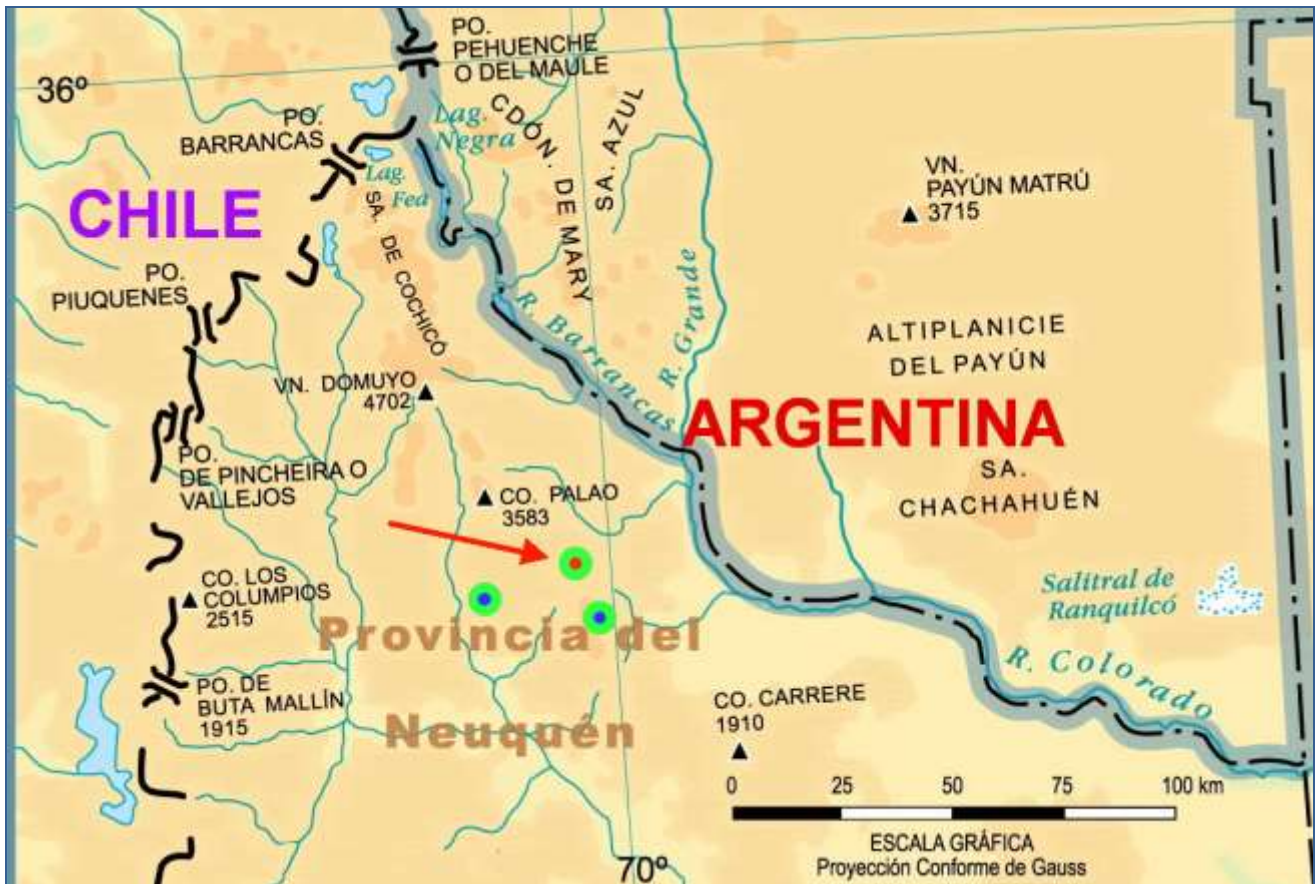 PO.
PEHUENCHE
O DEL MAULE
36º
PO.
BARRANCAS
Lag.
Negra
Lag.
Fea
CDÓN. DE MARY
SA. AZUL
VN.
PAYÚN MATRÚ
3715
CHILE
SA. DE COCHICÓ
PO.
PIUQUENES
R. Barrancas
R. Grande
ALTIPLANICIE
DEL PAYÚN
VN. DOMUYO
4702
ARGENTINA
PO.
DE PINCHEIRA O
VALLEJOS
CO. PALAO
3583
SA.
CHACHAHUÉN
CO. LOS
COLUMPIOS
2515
Salitral de
Ranquilcó
Provincia del
Neuquén
R. Colorado
PO. DE
BUTA MALLÍN
1915
CO. CARRERE
1910
0 25 50 75 100 km
ESCALA GRÁFICA
Proyección Conforme de Gauss
70º